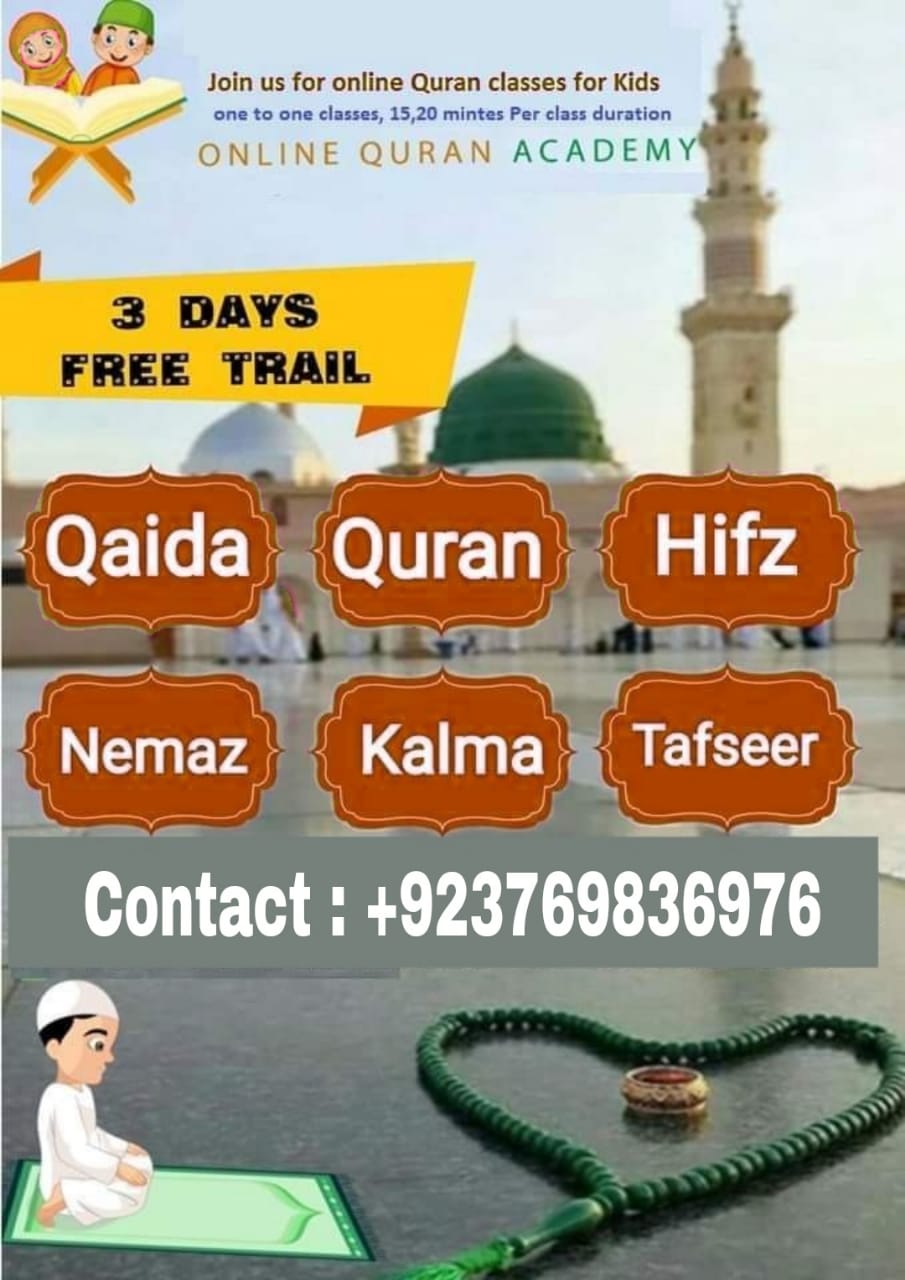 Join us for online Quran classes for Kids
one to one classes, 15,20 mintes Per class duration
ONLINE QURAN ACADEMY
3 DAYS
FREE TRAIL
Qaida
Quran
Hifz
Nemaz
Kalma
Tafseer
Contact : +923769836976